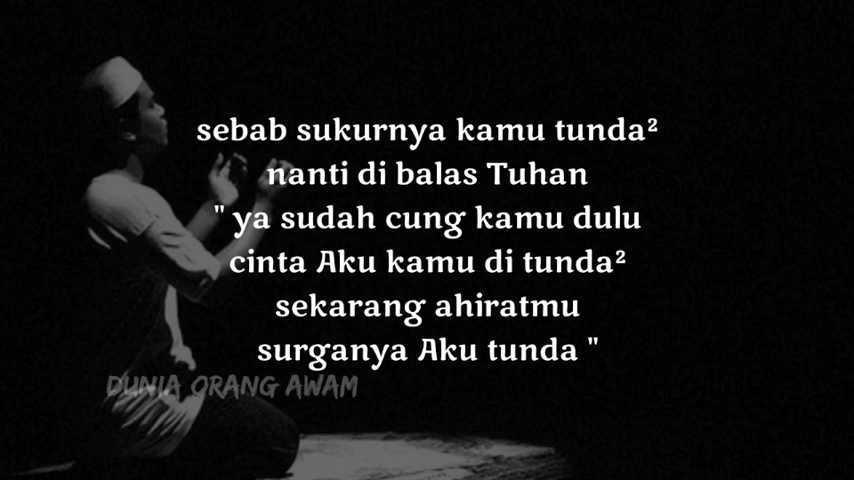 sebab sukurnya kamu tunda²
nanti di balas Tuhan
" ya sudah cung kamu dulu
cinta Aku kamu di tunda²
sekarang ahiratmu
surganya Aku tunda "
DUNIA ORANG AWAM